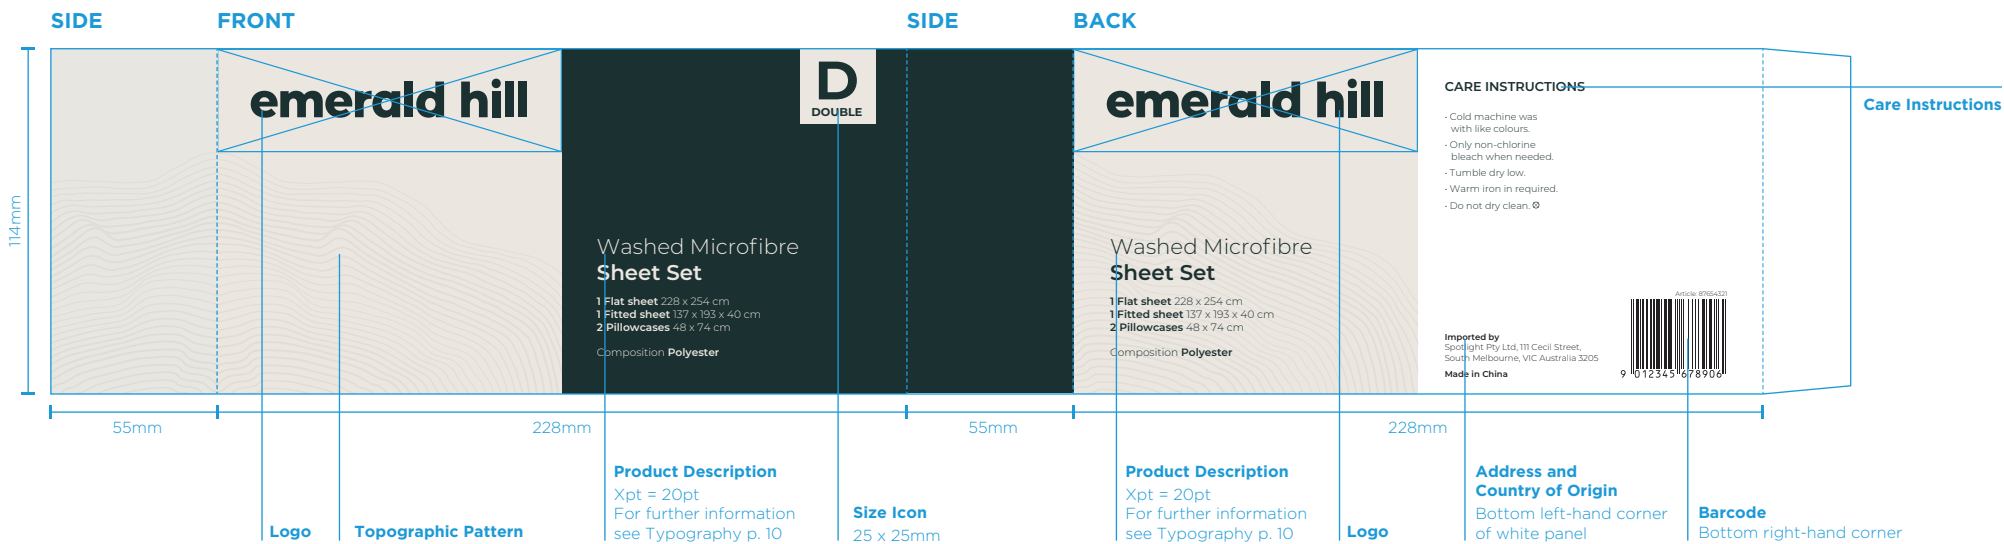 SIDE
FRONT
SIDE
BACK
emerald hill
D
DOUBLE
Washed Microfibre
Sheet Set
1 Flat sheet 228 x 254 cm
1 Fitted sheet 137 x 193 x 40 cm
2 Pillowcases 48 x 74 cm
Composition Polyester
emerald hill
Washed Microfibre
Sheet Set
1 Flat sheet 228 x 254 cm
1 Fitted sheet 137 x 193 x 40 cm
2 Pillowcases 48 x 74 cm
Composition Polyester
CARE INSTRUCTIONS
· Cold machine was
with like colours.
· Only non-chlorine
bleach when needed.
· Tumble dry low.
· Warm iron in required.
· Do not dry clean.
Article: 87654321
Imported by
Spotlight Pty Ltd, 111 Cecil Street,
South Melbourne, VIC Australia 3205
Made in China
9 012345 678906
Care Instructions
114mm
55mm
228mm
55mm
228mm
Logo
Topographic Pattern
Product Description
Xpt = 20pt
For further information
see Typography p. 10
Size Icon
25 x 25mm
Product Description
Xpt = 20pt
For further information
see Typography p. 10
Logo
Address and
Country of Origin
Bottom left-hand corner
of white panel
Barcode
Bottom right-hand corner